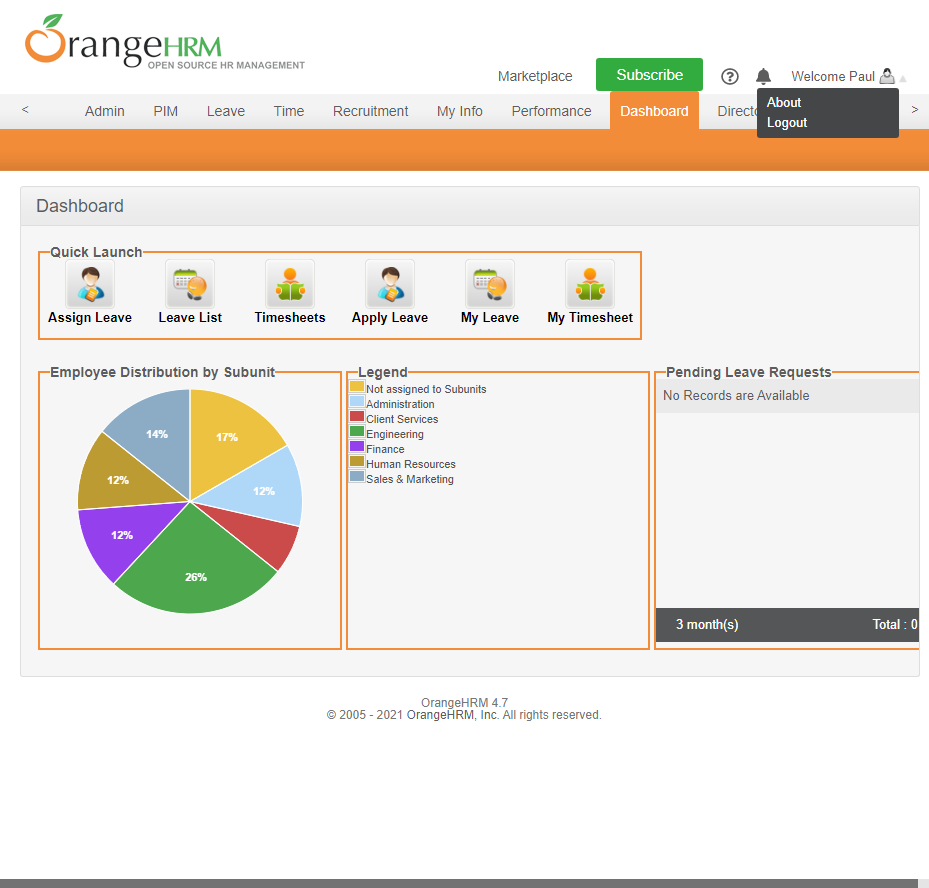 OrangeHRM
OPEN SOURCE HR MANAGEMENT
Marketplace
Subscribe
?
Welcome Paul
About
Logout
<
Admin
PIM
Leave
Time
Recruitment
My Info
Performance
Dashboard
Directo
>
Dashboard
Quick Launch
Assign Leave
Leave List
Timesheets
Apply Leave
My Leave
My Timesheet
Employee Distribution by Subunit
17%
12%
26%
12%
12%
14%
Legend
Not assigned to Subunits
Administration
Client Services
Engineering
Finance
Human Resources
Sales & Marketing
Pending Leave Requests
No Records are Available
3 month(s)
Total : 0
OrangeHRM 4.7
© 2005 - 2021 OrangeHRM, Inc. All rights reserved.